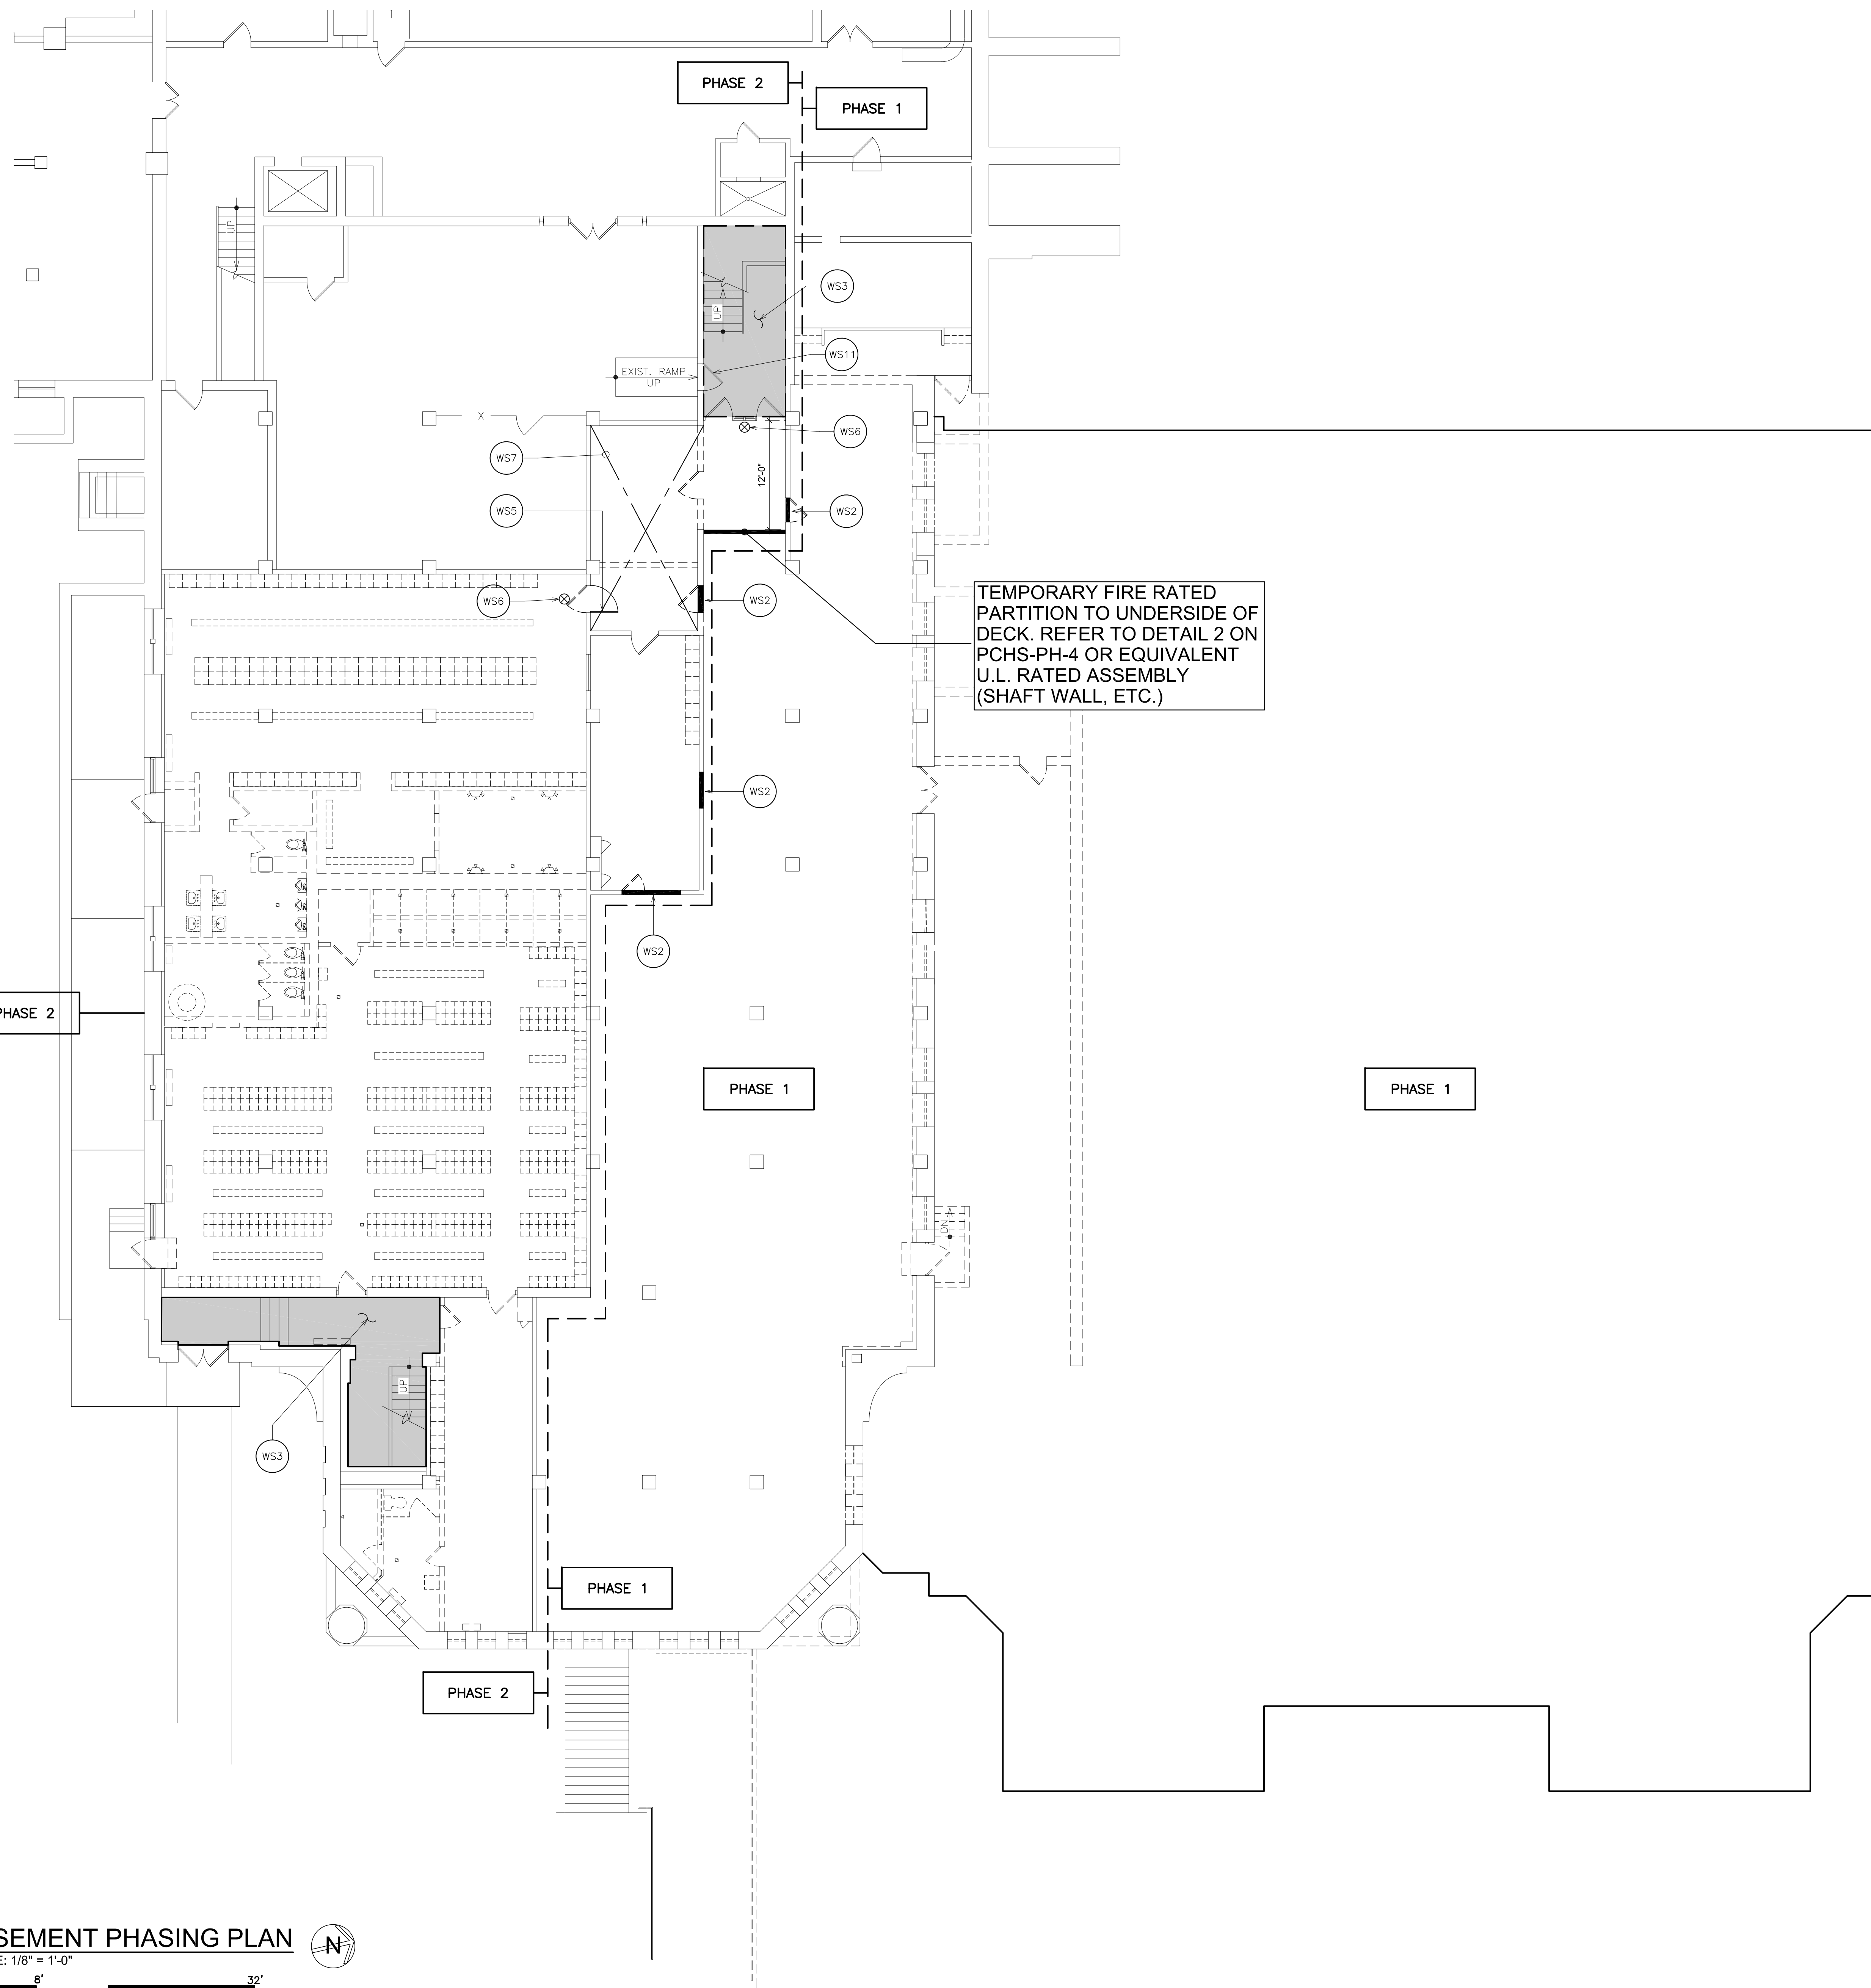 PHASE 2
PHASE 1
UP
WS3
UP
WS11
EXIST. RAMP
UP
X
WS6
WS7
12'-0"
WS5
WS2
WS6
WS2
TEMPORARY FIRE RATED
PARTITION TO UNDERSIDE OF
DECK. REFER TO DETAIL 2 ON
PCHS-PH-4 OR EQUIVALENT
U.L. RATED ASSEMBLY
(SHAFT WALL, ETC.)
WS2
WS2
PHASE 2
PHASE 1
PHASE 1
DN
UP
WS3
PHASE 1
PHASE 2
SEMENT PHASING PLAN
N
E: 1/8" = 1'-0"
8'
32'